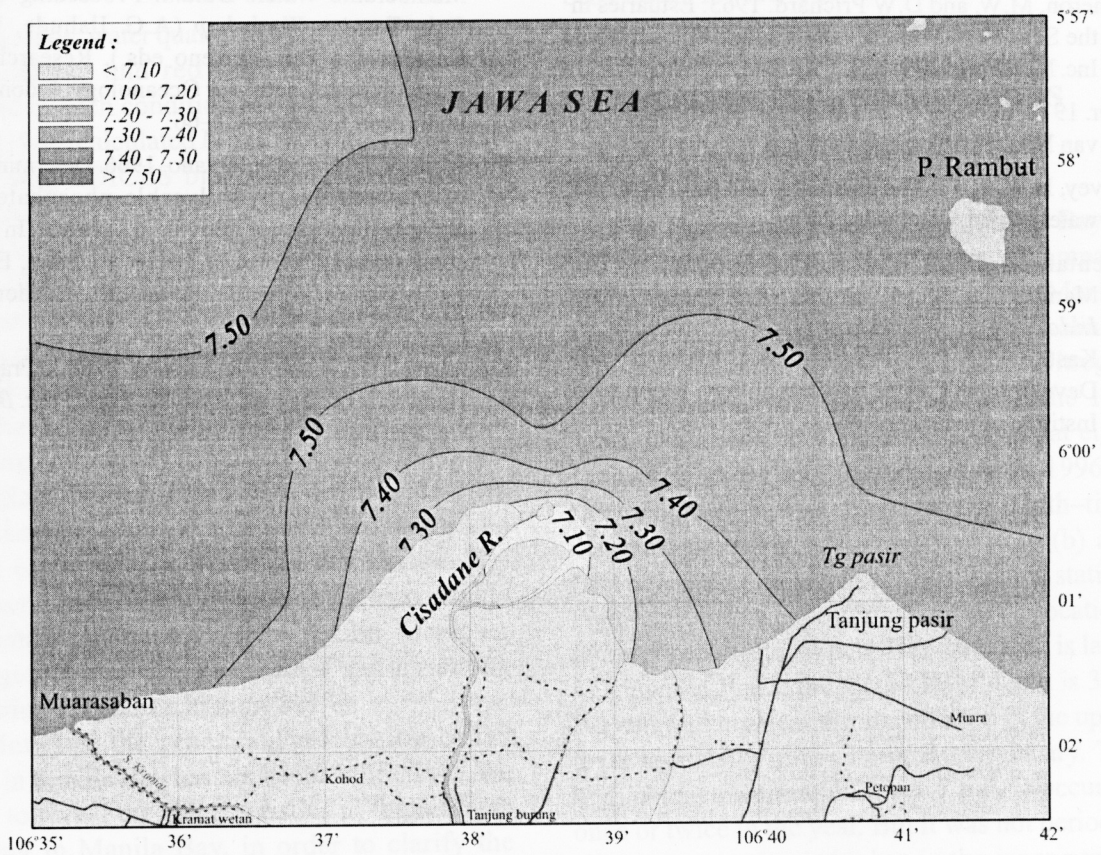 Legend :
< 7.10
7.10 - 7.20
7.20 - 7.30
7.30 - 7.40
7.40 - 7.50
> 7.50
JAWA SEA
P. Rambut
5°57'
58'
59'
6°00'
01'
02'
7.50
7.50
7.50
7.40
7.30
7.10
7.20
7.30
7.40
Cisadane R.
Tg pasir
Tanjung pasir
Muarasaban
Muara
Kohod
Petopan
Kramat wetan
Tanjung burung
106°35'
36'
37'
38'
39'
106°40'
41'
42'